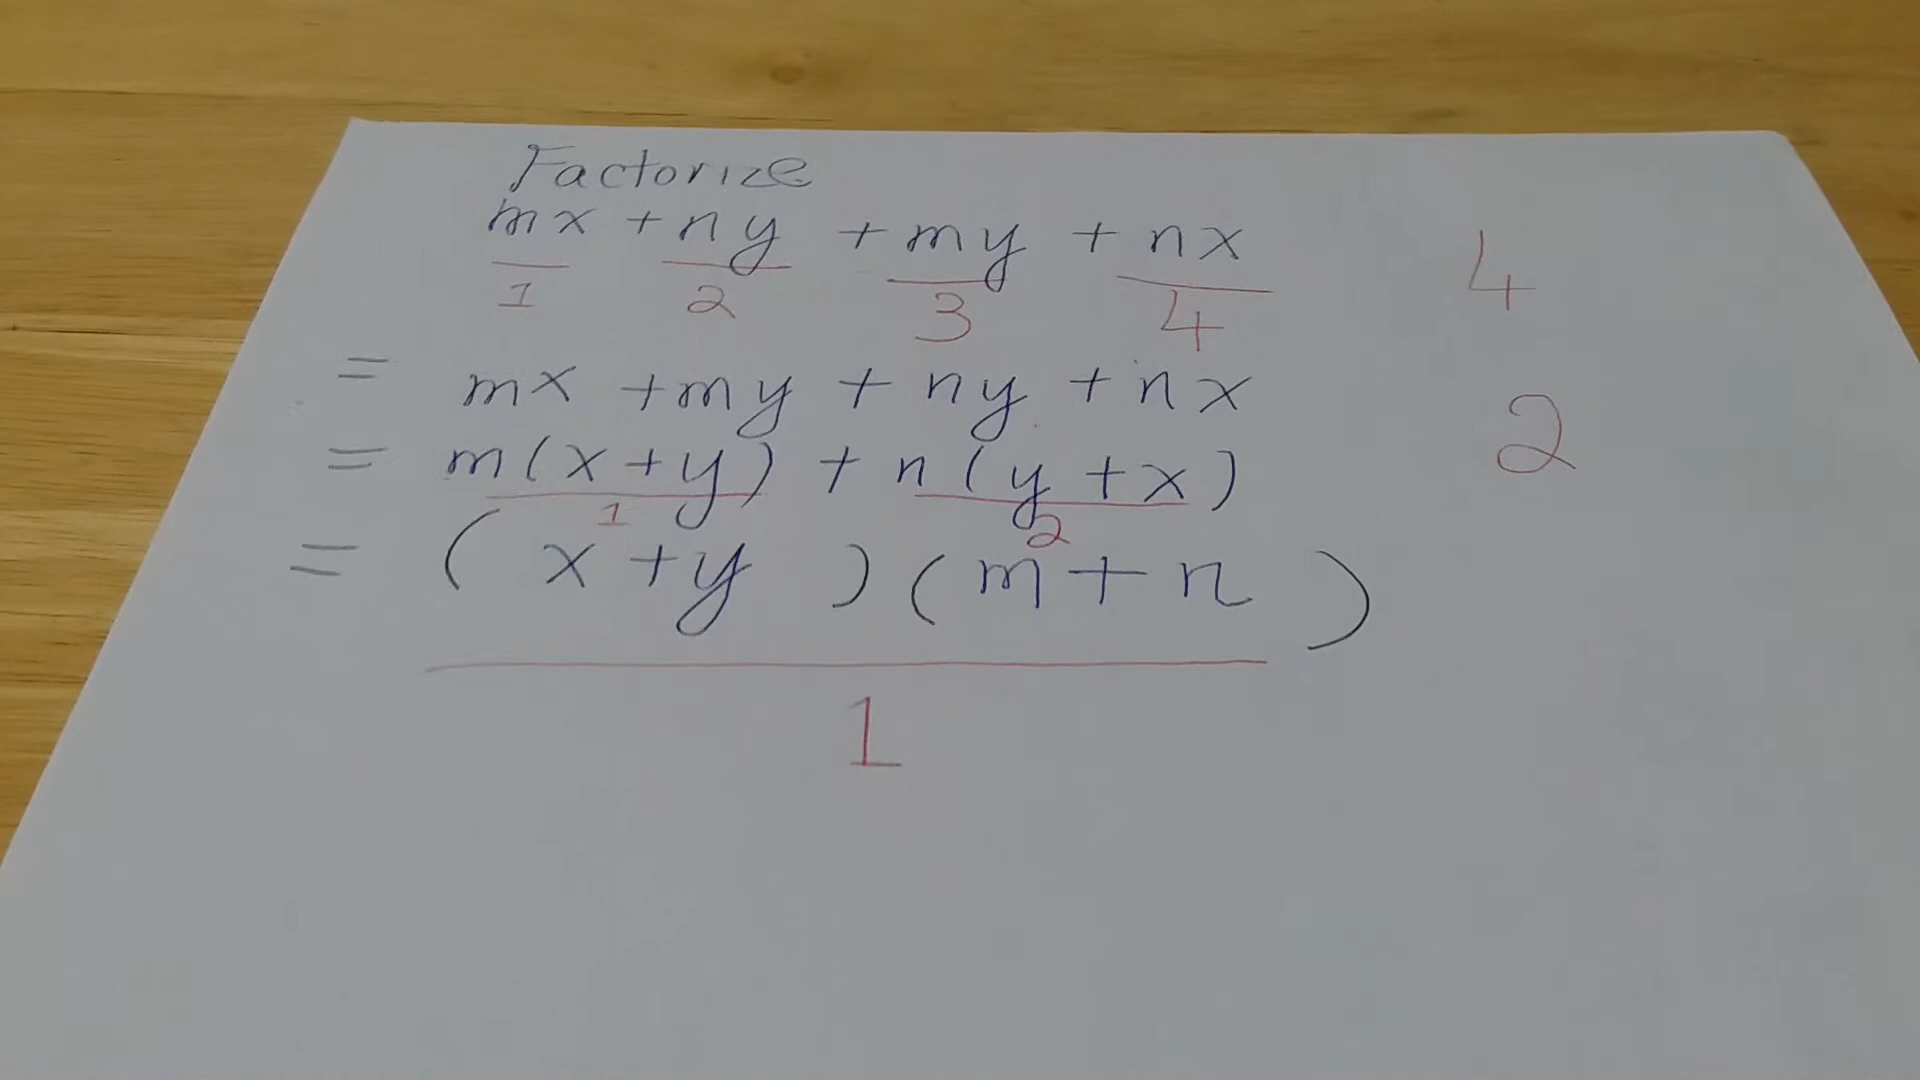 Factorize
mx + ny + my + nx 4
1 2 3 4
= mx + my + ny + nx
= m(x+y) + n(y+x) 2
1 2
= (x+y)(m+n)
1